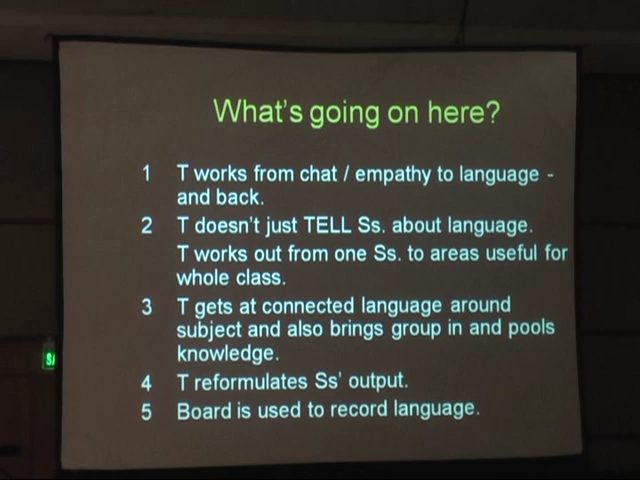 What's going on here?
1 T works from chat / empathy to language -
and back.
2 T doesn't just TELL Ss. about language.
T works out from one Ss. to areas useful for
whole class.
3 T gets at connected language around
subject and also brings group in and pools
knowledge.
4 T reformulates Ss' output.
5 Board is used to record language.